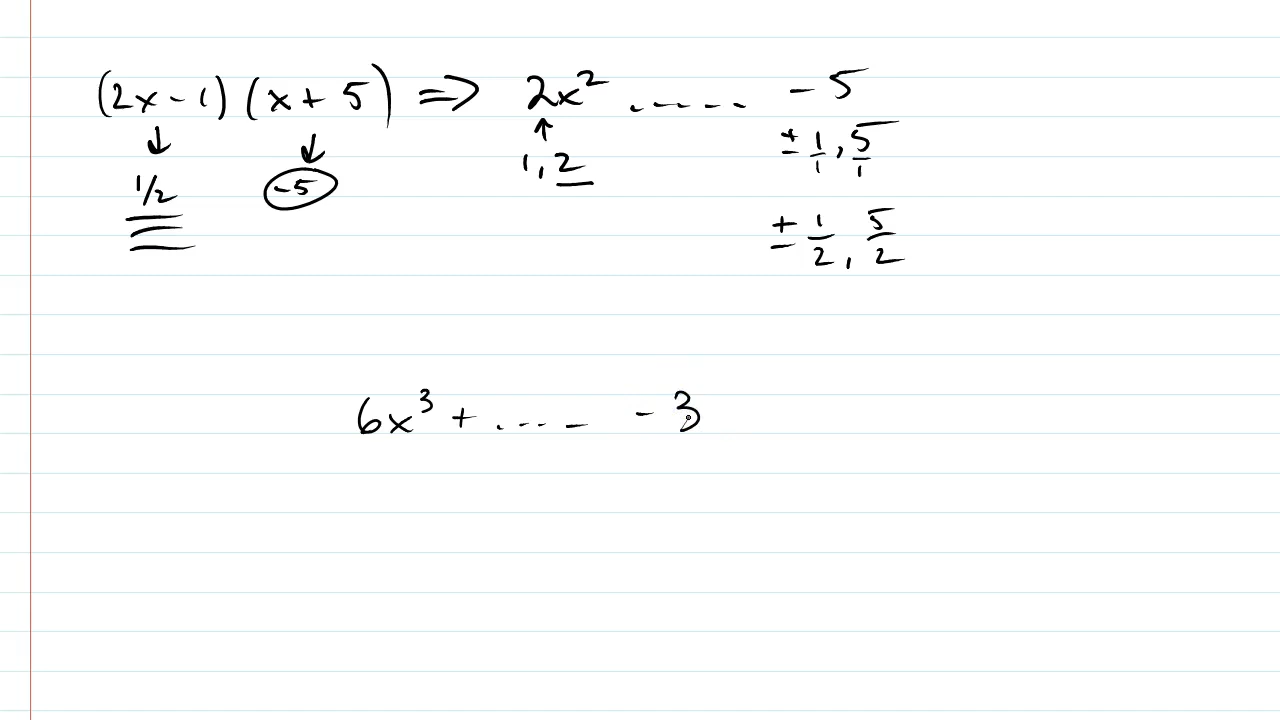 (2x - 1) (x + 5) ⇒ 2x² ..... - 5
↓ ↓ ↑ ± 1/1, 5/1
1/2 -5 1, 2
± 1/2, 5/2
6x³ + ..... - 3